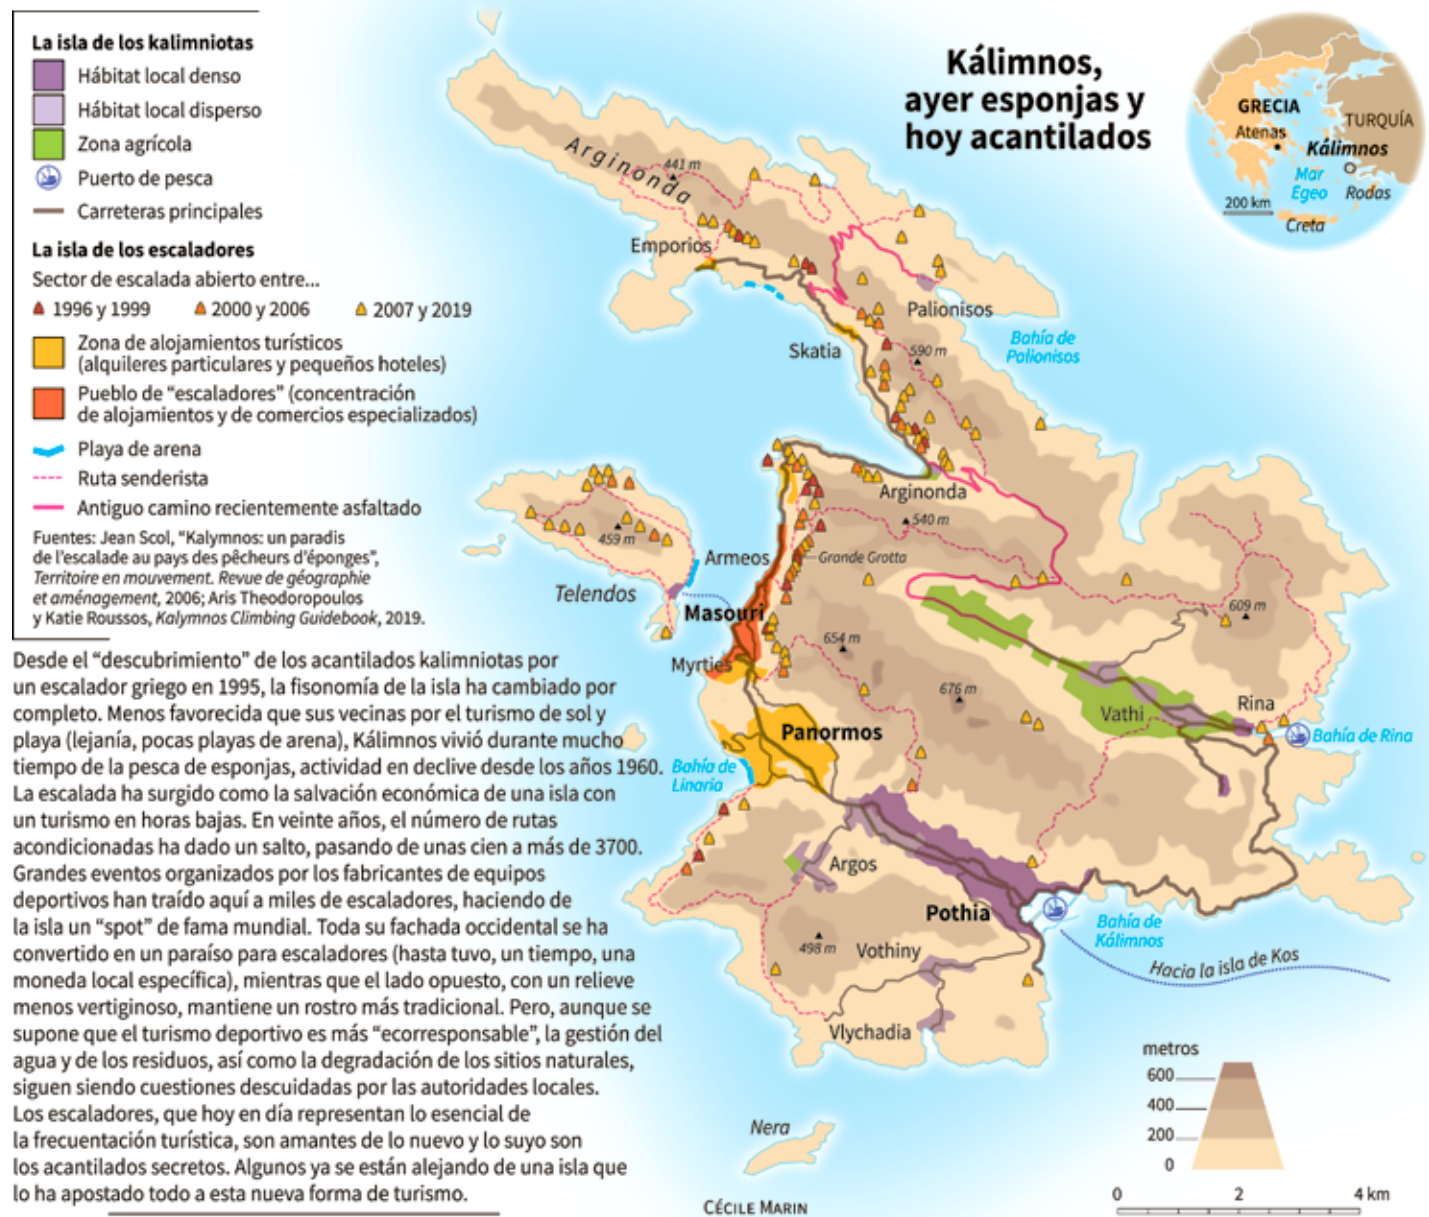 La isla de los kalimniotas
Hábitat local denso
Hábitat local disperso
Zona agrícola
Puerto de pesca
Carreteras principales
La isla de los escaladores
Sector de escalada abierto entre...
1996 y 1999
2000 y 2006
2007 y 2019
Zona de alojamientos turísticos
(alquileres particulares y pequeños hoteles)
Pueblo de “escaladores” (concentración
de alojamientos y de comercios especializados)
Playa de arena
Ruta senderista
Antiguo camino recientemente asfaltado
Fuentes: Jean Scol, “Kalymnos: un paradis
de l’escalade au pays des pêcheurs d’éponges”,
Territoire en mouvement. Revue de géographie
et aménagement, 2006; Aris Theodoropoulos
y Katie Roussos, Kalymnos Climbing Guidebook, 2019.
Desde el “descubrimiento” de los acantilados kalimniotas por
un escalador griego en 1995, la fisonomía de la isla ha cambiado por
completo. Menos favorecida que sus vecinas por el turismo de sol y
playa (lejanía, pocas playas de arena), Kálimnos vivió durante mucho
tiempo de la pesca de esponjas, actividad en declive desde los años 1960.
La escalada ha surgido como la salvación económica de una isla con
un turismo en horas bajas. En veinte años, el número de rutas
acondicionadas ha dado un salto, pasando de unas cien a más de 3700.
Grandes eventos organizados por los fabricantes de equipos
deportivos han traído aquí a miles de escaladores, haciendo de
la isla un “spot” de fama mundial. Toda su fachada occidental se ha
convertido en un paraíso para escaladores (hasta tuvo, un tiempo, una
moneda local específica), mientras que el lado opuesto, con un relieve
menos vertiginoso, mantiene un rostro más tradicional. Pero, aunque se
supone que el turismo deportivo es más “ecorresponsable”, la gestión del
agua y de los residuos, así como la degradación de los sitios naturales,
siguen siendo cuestiones descuidadas por las autoridades locales.
Los escaladores, que hoy en día representan lo esencial de
la frecuentación turística, son amantes de lo nuevo y lo suyo son
los acantilados secretos. Algunos ya se están alejando de una isla que
lo ha apostado todo a esta nueva forma de turismo.
Kálimnos,
ayer esponjas y
hoy acantilados
GRECIA
Atenas
TURQUÍA
Kálimnos
Mar
Egeo
Rodas
200 km
Creta
Arginonda
441 m
Emporios
Palionisos
Bahía de
Palionisos
Skatia
590 m
Arginonda
540 m
459 m
Armeos
Grande Grotta
Telendos
Masouri
609 m
654 m
Myrties
676 m
Rina
Vathi
Panormos
Bahía de Rina
Bahía de
Linaria
Argos
Pothia
Bahía de
Kálimnos
498 m
Vothiny
Hacia la isla de Kos
Vlychadia
Nera
metros
600
400
200
0
0 2 4 km
CÉCILE MARIN